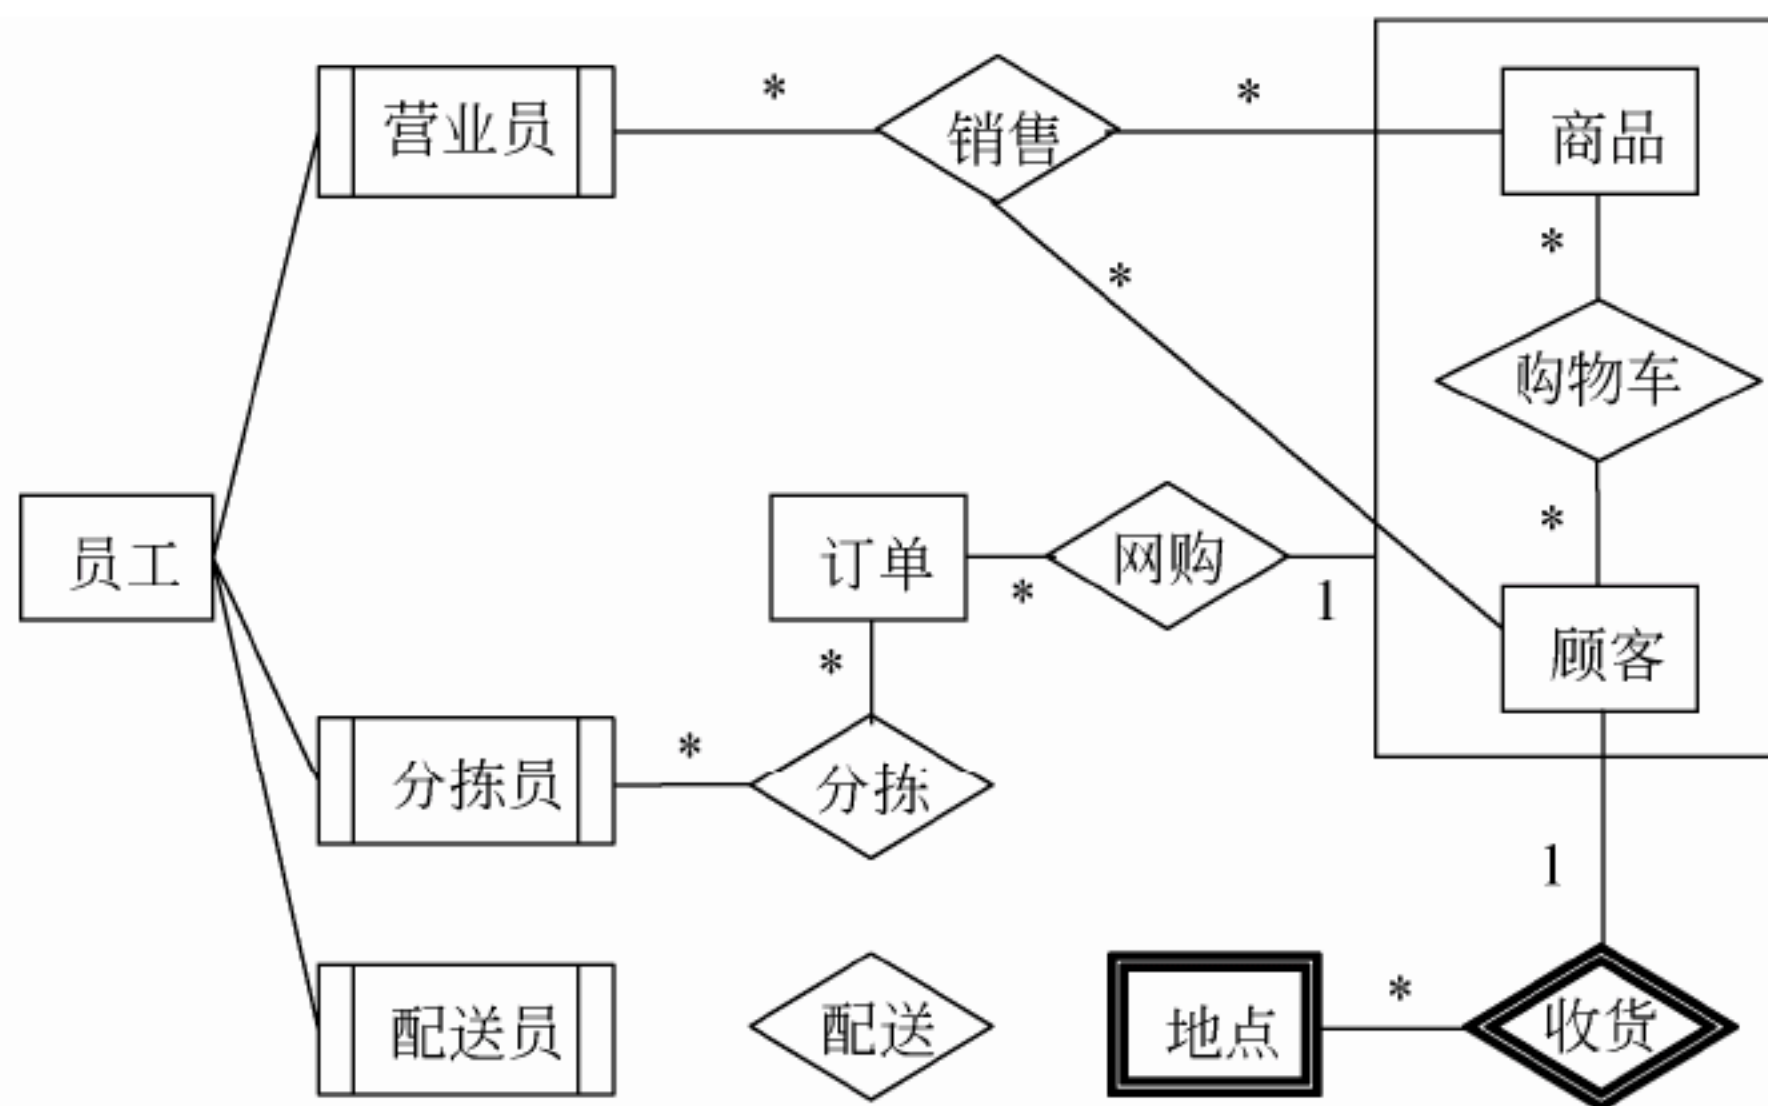 营业员
*
销售
*
商品
*
*
购物车
*
员工
订单
*
网购
1
顾客
*
分拣员
*
分拣
1
配送员
配送
地点
*
收货